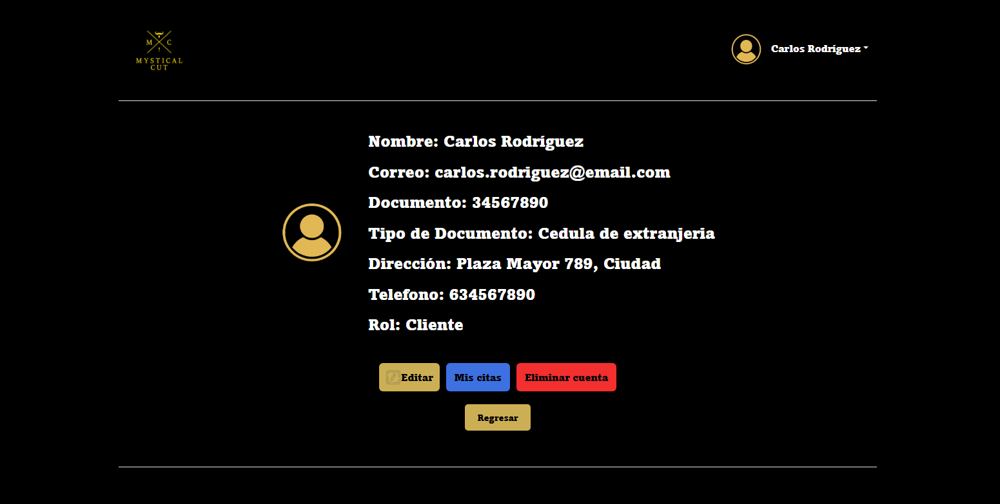 M C
MYSTICAL
CUT
Carlos Rodríguez
Nombre: Carlos Rodríguez
Correo: carlos.rodriguez@email.com
Documento: 34567890
Tipo de Documento: Cedula de extranjeria
Dirección: Plaza Mayor 789, Ciudad
Telefono: 634567890
Rol: Cliente
Editar Mis citas Eliminar cuenta
Regresar